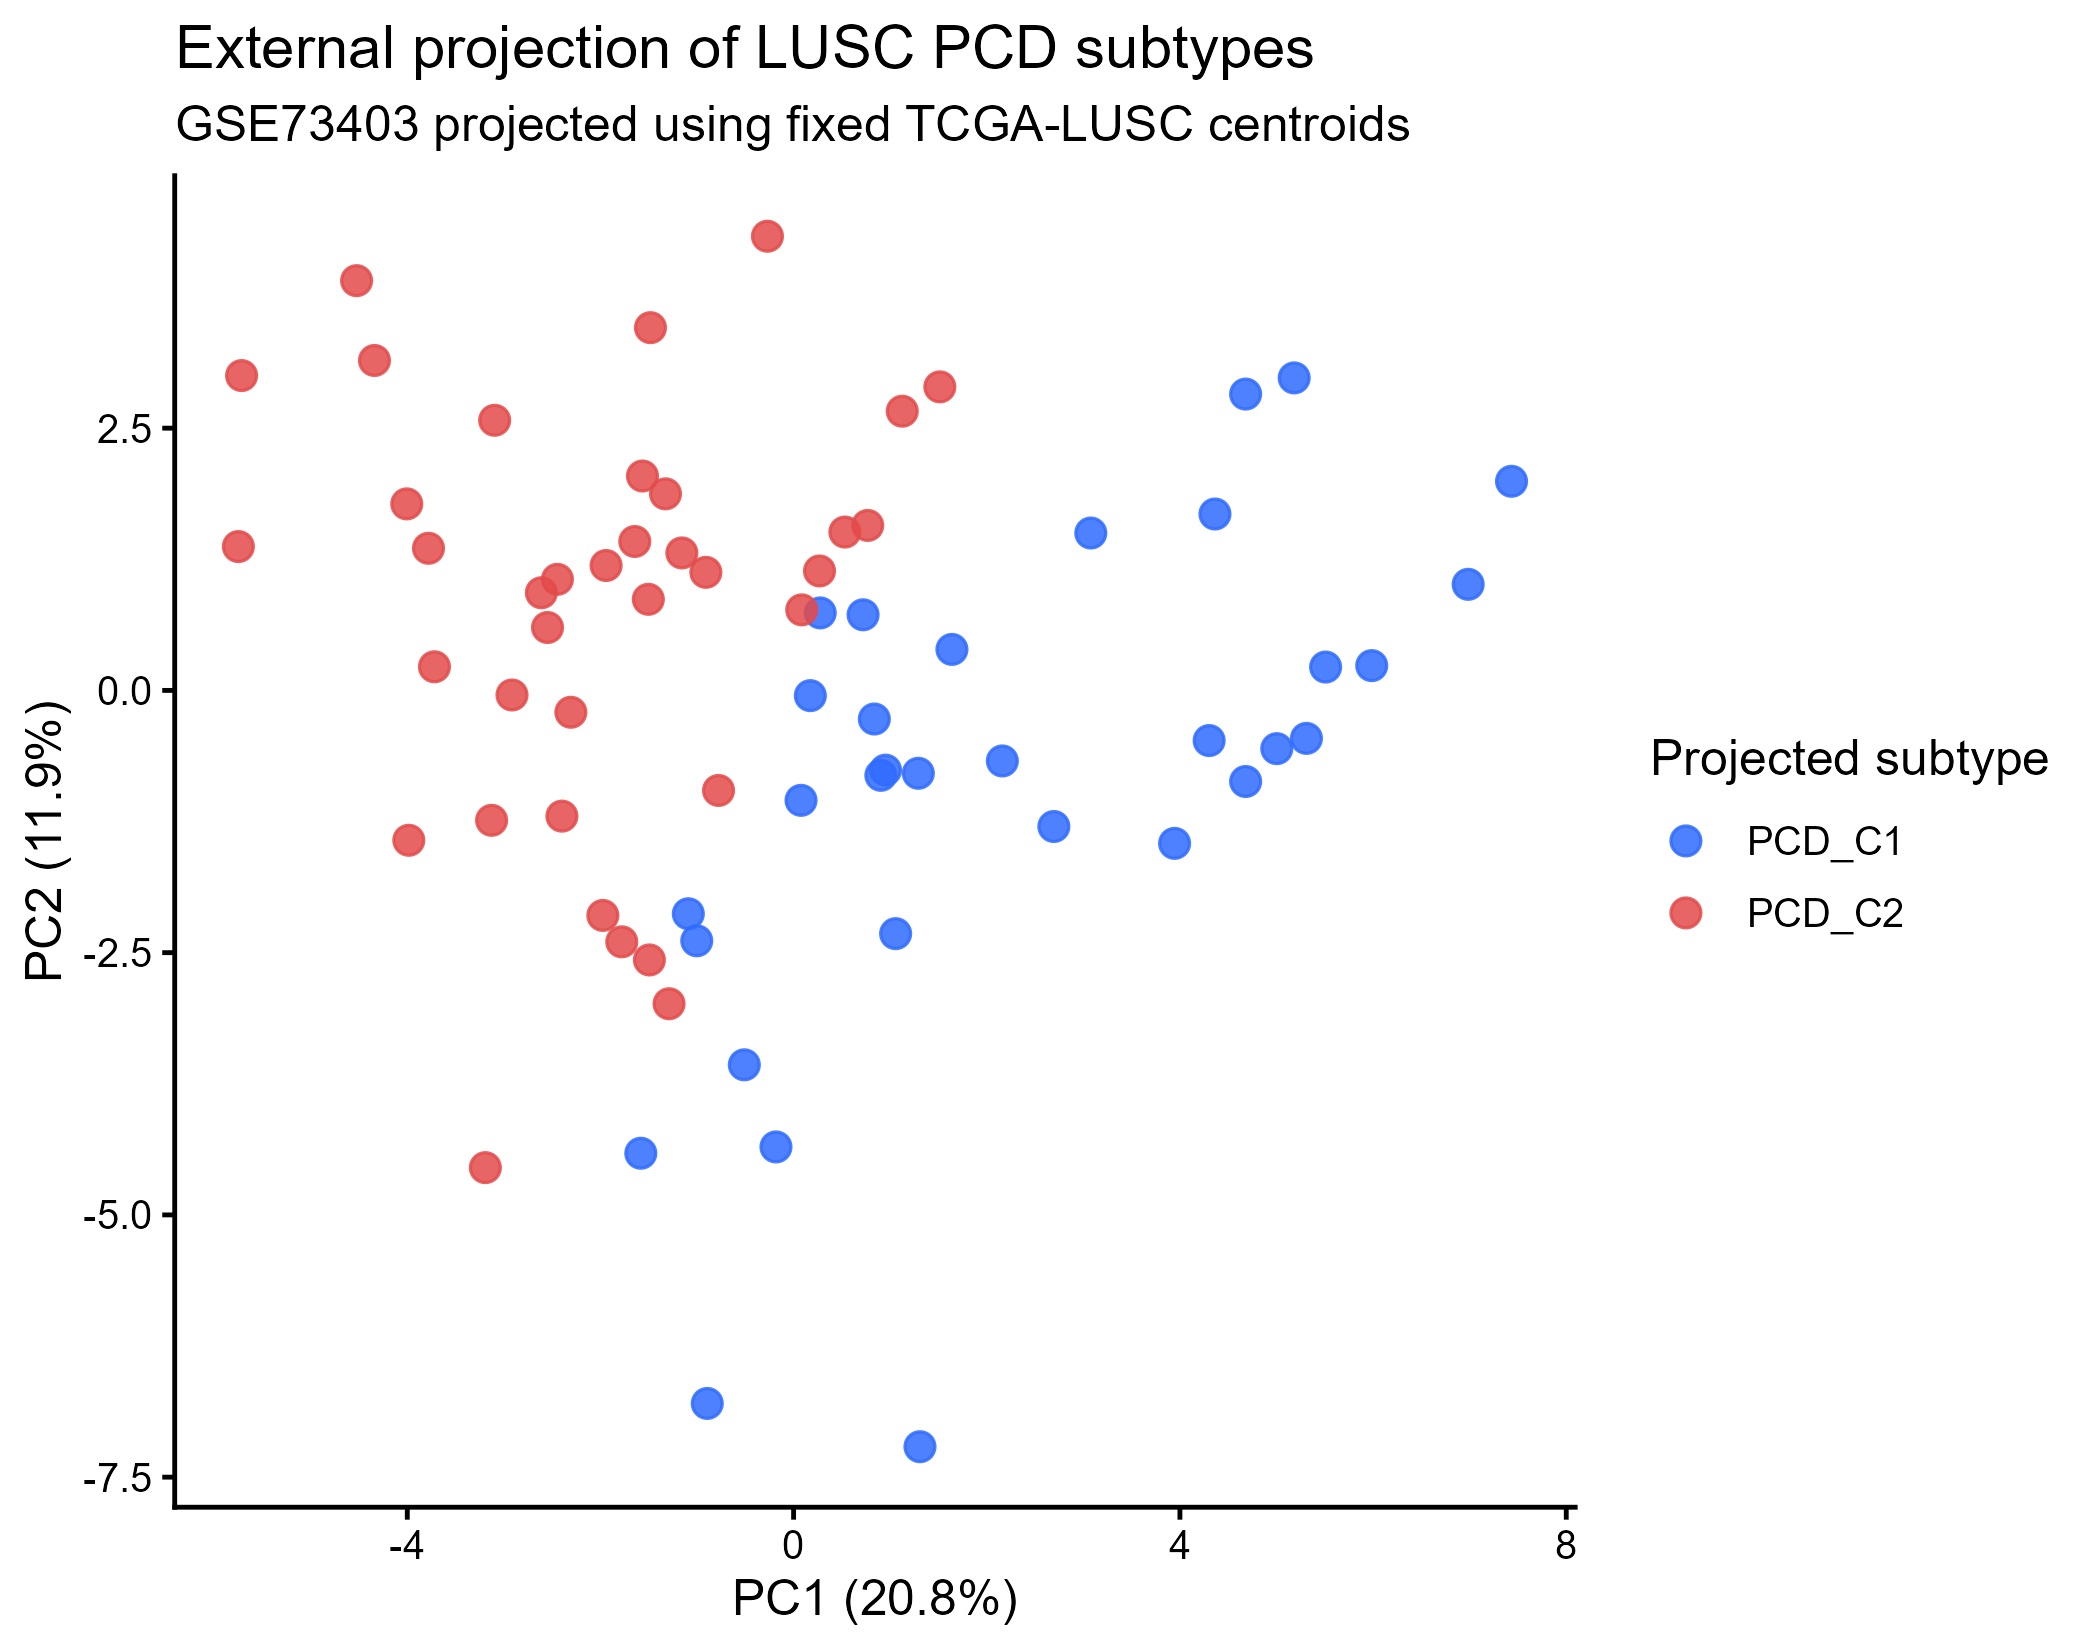 External projection of LUSC PCD subtypes
GSE73403 projected using fixed TCGA-LUSC centroids
PC2 (11.9%)
2.5
0.0
-2.5
-5.0
-7.5
-4
0
4
8
PC1 (20.8%)
Projected subtype
PCD_C1
PCD_C2